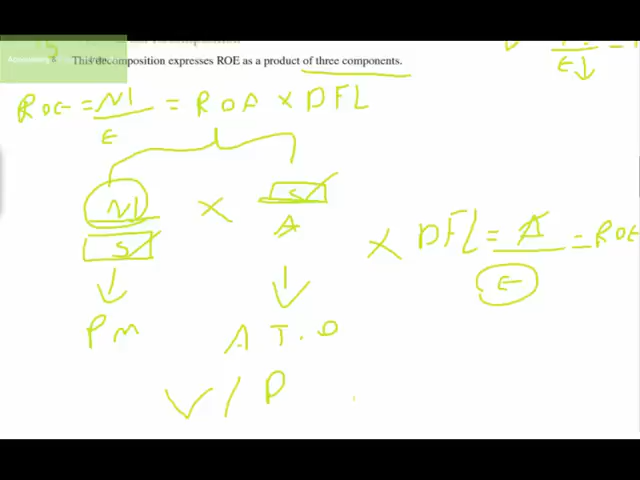 This decomposition expresses ROE as a product of three components.
ROE = NI / E = ROA × DFL
NI / S × S / A × DFL = A / E = ROE
PM
A T.O
V / P
E ↓